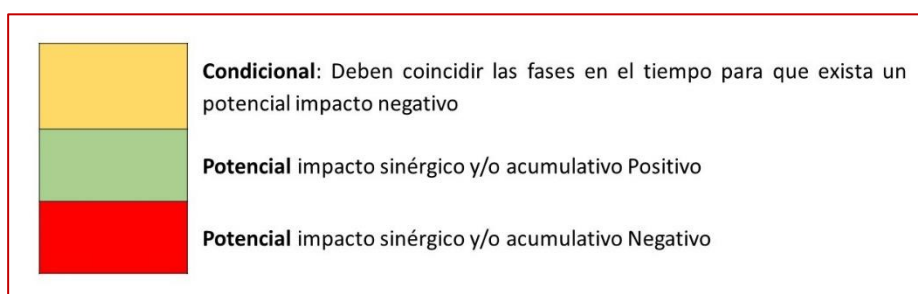 Condicional: Deben coincidir las fases en el tiempo para que exista un
potencial impacto negativo
Potencial impacto sinérgico y/o acumulativo Positivo
Potencial impacto sinérgico y/o acumulativo Negativo